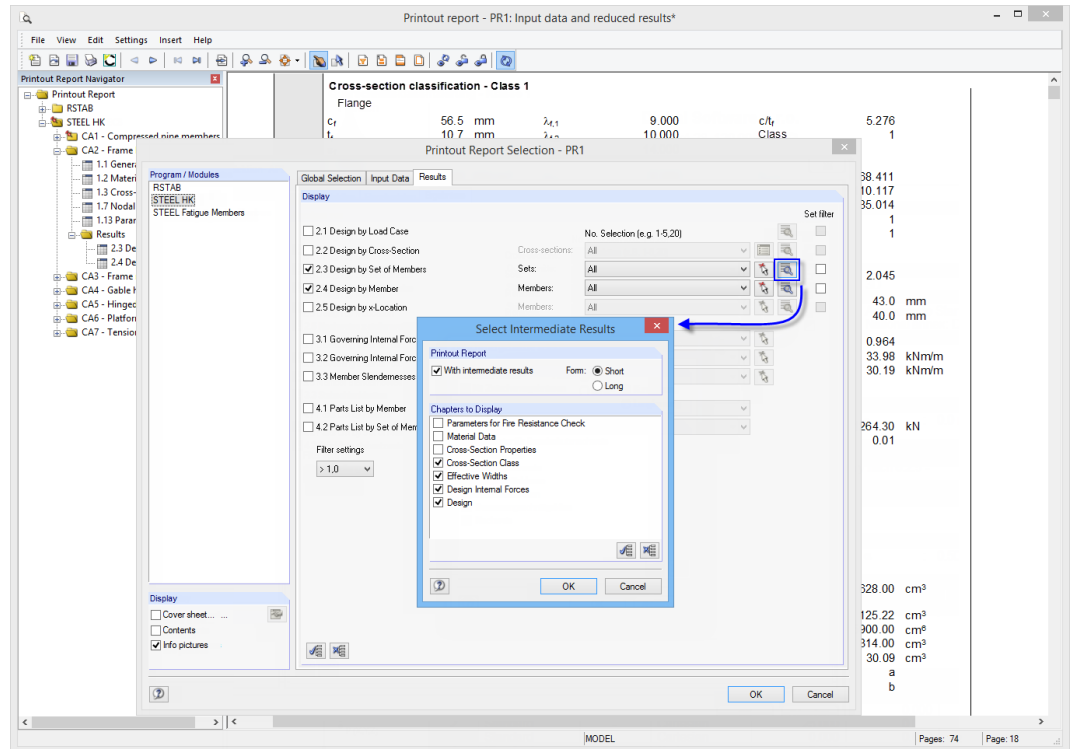 Printout report - PR1: Input data and reduced results*
File View Edit Settings Insert Help
Printout Report Navigator
Printout Report
RSTAB
STEEL HK
CA1 - Compressed pipe members
CA2 - Frame
1.1 Genera
1.2 Materi
1.3 Cross-
1.7 Nodal
1.13 Parar
Results
2.3 De
2.4 De
CA3 - Frame
CA4 - Gable
CA5 - Hinged
CA6 - Platfor
CA7 - Tension
Cross-section classification - Class 1
Flange
cf 56.5 mm λf,1 9.000 c/tf 5.276
10.7 mm 10.000 Class 1
10.117
1
1
2.045
43.0 mm
40.0 mm
0.964
33.98 kNm/m
30.19 kNm/m
264.30 kN
0.01
cm³
cm³
cm⁶
cm³
30.09 cm³
a
b
Printout Report Selection - PR1
Program / Modules
RSTAB
STEEL HK
STEEL Fatigue Members
Display
Cover sheet... ...
Contents
Info pictures
Global Selection Input Data Results
Display
Set filter
2.1 Design by Load Case No. Selection (e.g. 1-5,20)
2.2 Design by Cross-Section Cross-sections: All
2.3 Design by Set of Members Sets: All
2.4 Design by Member Members: All
2.5 Design by x-Location Members: All
3.1 Governing Internal Forc
3.2 Governing Internal Forc
3.3 Member Slendernesses
4.1 Parts List by Member
4.2 Parts List by Set of Mem
Filter settings
> 1,0
Select Intermediate Results
Printout Report
With intermediate results Form: Short
Long
Chapters to Display
Parameters for Fire Resistance Check
Material Data
Cross-Section Properties
Cross-Section Class
Effective Widths
Design Internal Forces
Design
OK Cancel
OK Cancel
MODEL Pages: 74 Page: 18